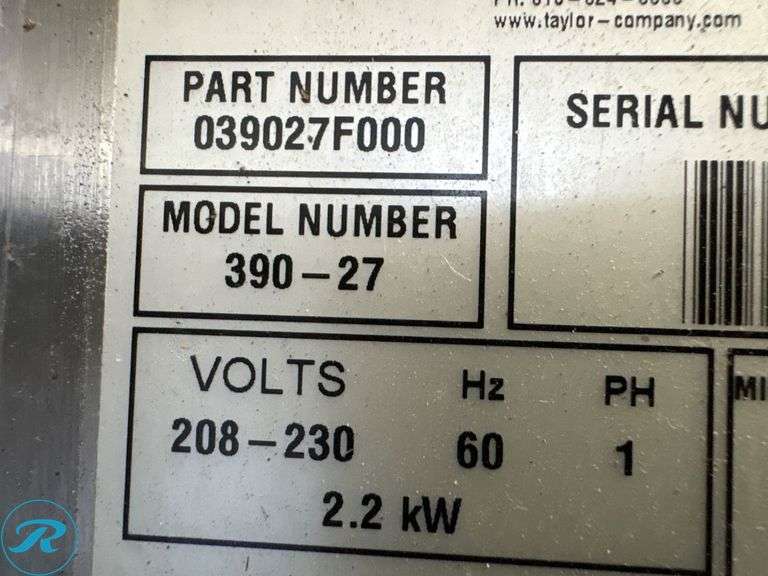 www.taylor-company.com
PART NUMBER
039027F000
SERIAL NU
MODEL NUMBER
390-27
VOLTS Hz PH
208-230 60 1
2.2 kW
MI
R